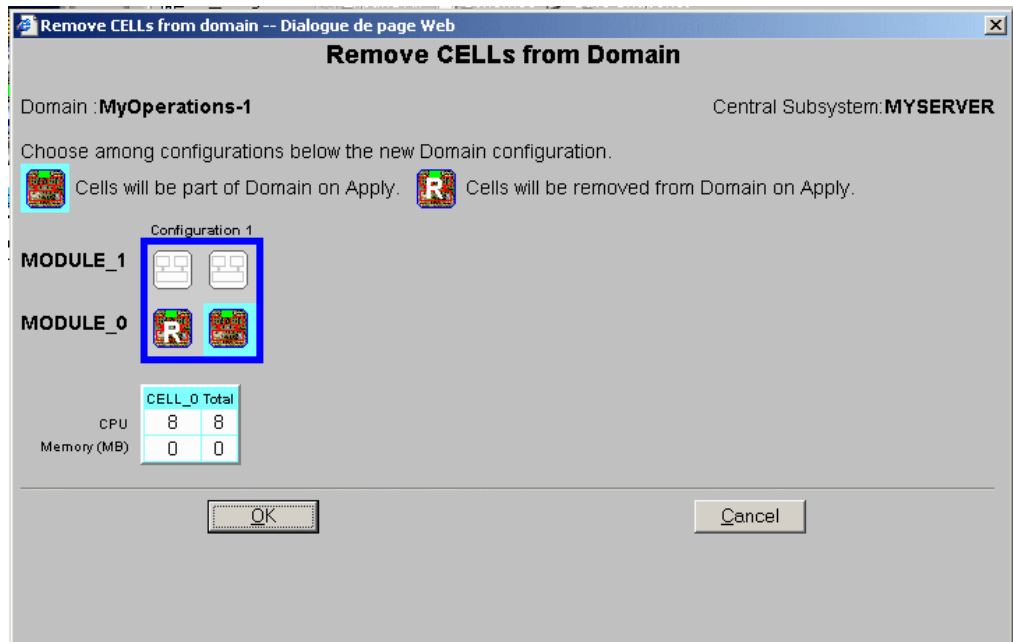 Remove CELLs from domain -- Dialogue de page Web
Remove CELLs from Domain
Domain :MyOperations-1 Central Subsystem:MYSERVER
Choose among configurations below the new Domain configuration.
Cells will be part of Domain on Apply. R Cells will be removed from Domain on Apply.
Configuration 1
MODULE_1
MODULE_0 R
CELL_0 Total
CPU 8 8
Memory (MB) 0 0
OK Cancel